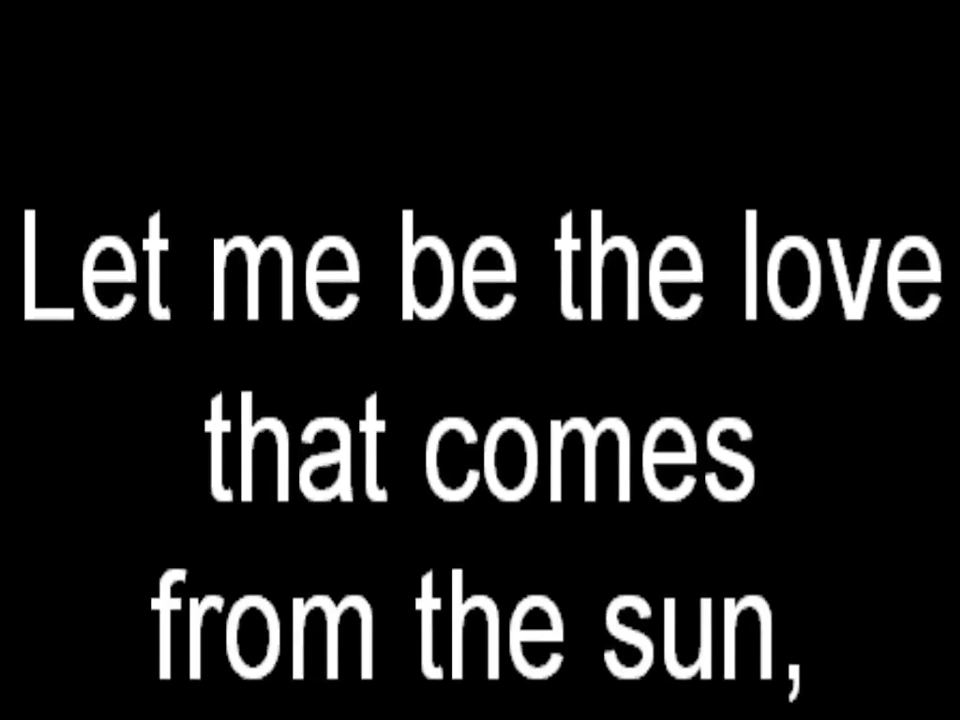 Let me be the love
that comes
from the sun,